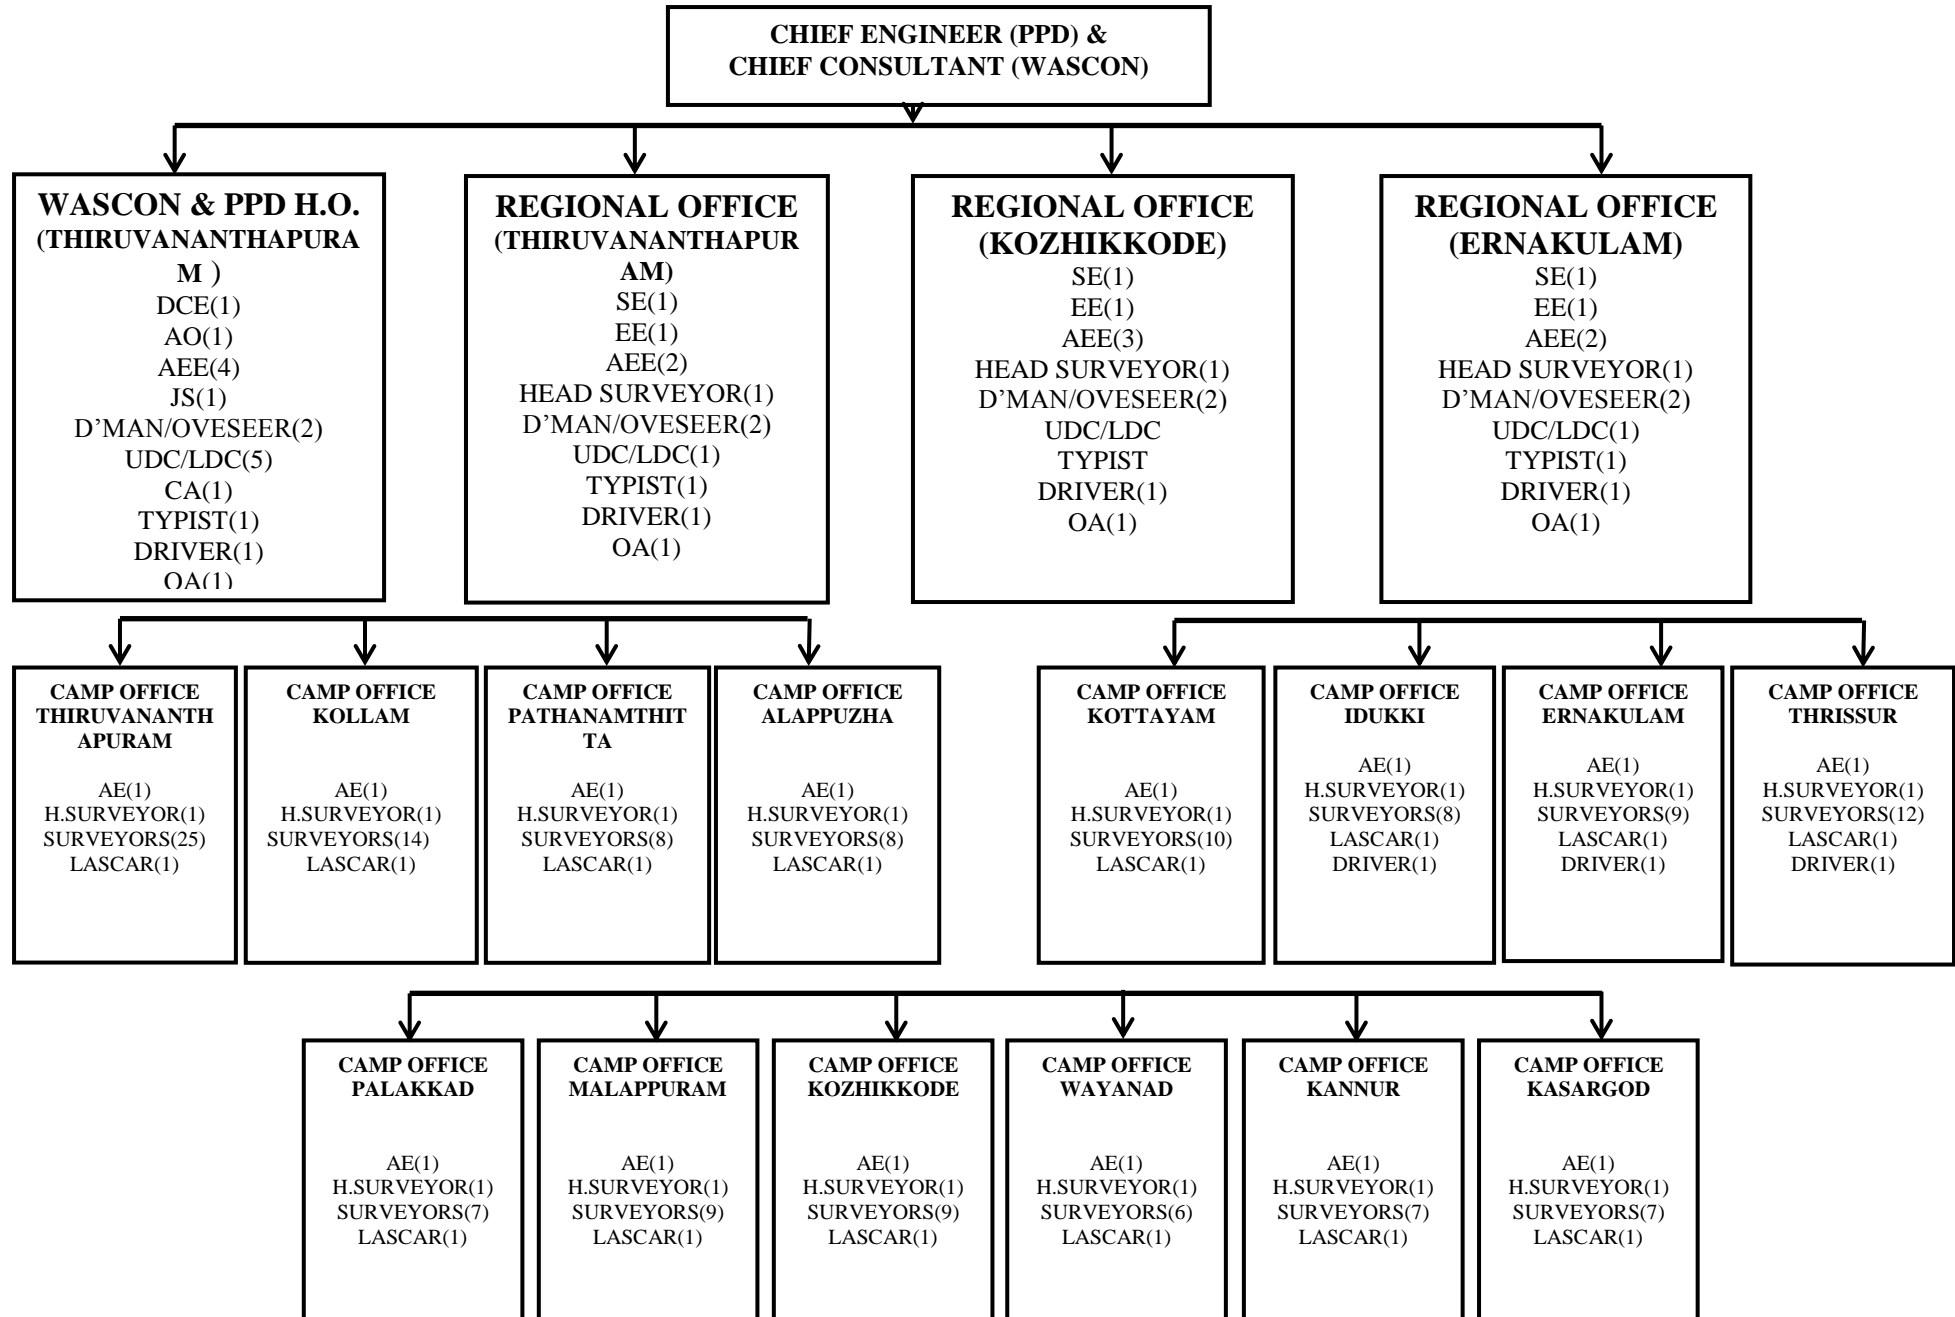 CHIEF ENGINEER (PPD) &
CHIEF CONSULTANT (WASCON)
WASCON & PPD H.O.
(THIRUVANANTHAPURA
M )
DCE(1)
AO(1)
AEE(4)
JS(1)
D’MAN/OVESEER(2)
UDC/LDC(5)
CA(1)
TYPIST(1)
DRIVER(1)
OA(1)
REGIONAL OFFICE
(THIRUVANANTHAPUR
AM)
SE(1)
EE(1)
AEE(2)
HEAD SURVEYOR(1)
D’MAN/OVESEER(2)
UDC/LDC(1)
TYPIST(1)
DRIVER(1)
OA(1)
REGIONAL OFFICE
(KOZHIKKODE)
SE(1)
EE(1)
AEE(3)
HEAD SURVEYOR(1)
D’MAN/OVESEER(2)
UDC/LDC
TYPIST
DRIVER(1)
OA(1)
REGIONAL OFFICE
(ERNAKULAM)
SE(1)
EE(1)
AEE(2)
HEAD SURVEYOR(1)
D’MAN/OVESEER(2)
UDC/LDC(1)
TYPIST(1)
DRIVER(1)
OA(1)
CAMP OFFICE
THIRUVANANTH
APURAM
AE(1)
H.SURVEYOR(1)
SURVEYORS(25)
LASCAR(1)
CAMP OFFICE
KOLLAM
AE(1)
H.SURVEYOR(1)
SURVEYORS(14)
LASCAR(1)
CAMP OFFICE
PATHANAMTHIT
TA
AE(1)
H.SURVEYOR(1)
SURVEYORS(8)
LASCAR(1)
CAMP OFFICE
ALAPPUZHA
AE(1)
H.SURVEYOR(1)
SURVEYORS(8)
LASCAR(1)
CAMP OFFICE
KOTTAYAM
AE(1)
H.SURVEYOR(1)
SURVEYORS(10)
LASCAR(1)
CAMP OFFICE
IDUKKI
AE(1)
H.SURVEYOR(1)
SURVEYORS(8)
LASCAR(1)
DRIVER(1)
CAMP OFFICE
ERNAKULAM
AE(1)
H.SURVEYOR(1)
SURVEYORS(9)
LASCAR(1)
DRIVER(1)
CAMP OFFICE
THRISSUR
AE(1)
H.SURVEYOR(1)
SURVEYORS(12)
LASCAR(1)
DRIVER(1)
CAMP OFFICE
PALAKKAD
AE(1)
H.SURVEYOR(1)
SURVEYORS(7)
LASCAR(1)
CAMP OFFICE
MALAPPURAM
AE(1)
H.SURVEYOR(1)
SURVEYORS(9)
LASCAR(1)
CAMP OFFICE
KOZHIKKODE
AE(1)
H.SURVEYOR(1)
SURVEYORS(9)
LASCAR(1)
CAMP OFFICE
WAYANAD
AE(1)
H.SURVEYOR(1)
SURVEYORS(6)
LASCAR(1)
CAMP OFFICE
KANNUR
AE(1)
H.SURVEYOR(1)
SURVEYORS(7)
LASCAR(1)
CAMP OFFICE
KASARGOD
AE(1)
H.SURVEYOR(1)
SURVEYORS(7)
LASCAR(1)